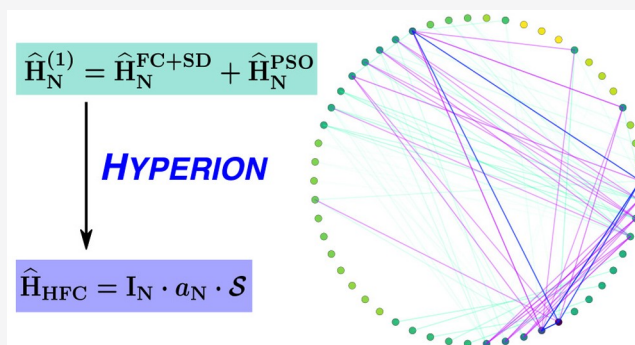 Ĥ_N^(1) = Ĥ_N^FC+SD + Ĥ_N^PSO
HYPERION
Ĥ_HFC = I_N · a_N · 𝓢